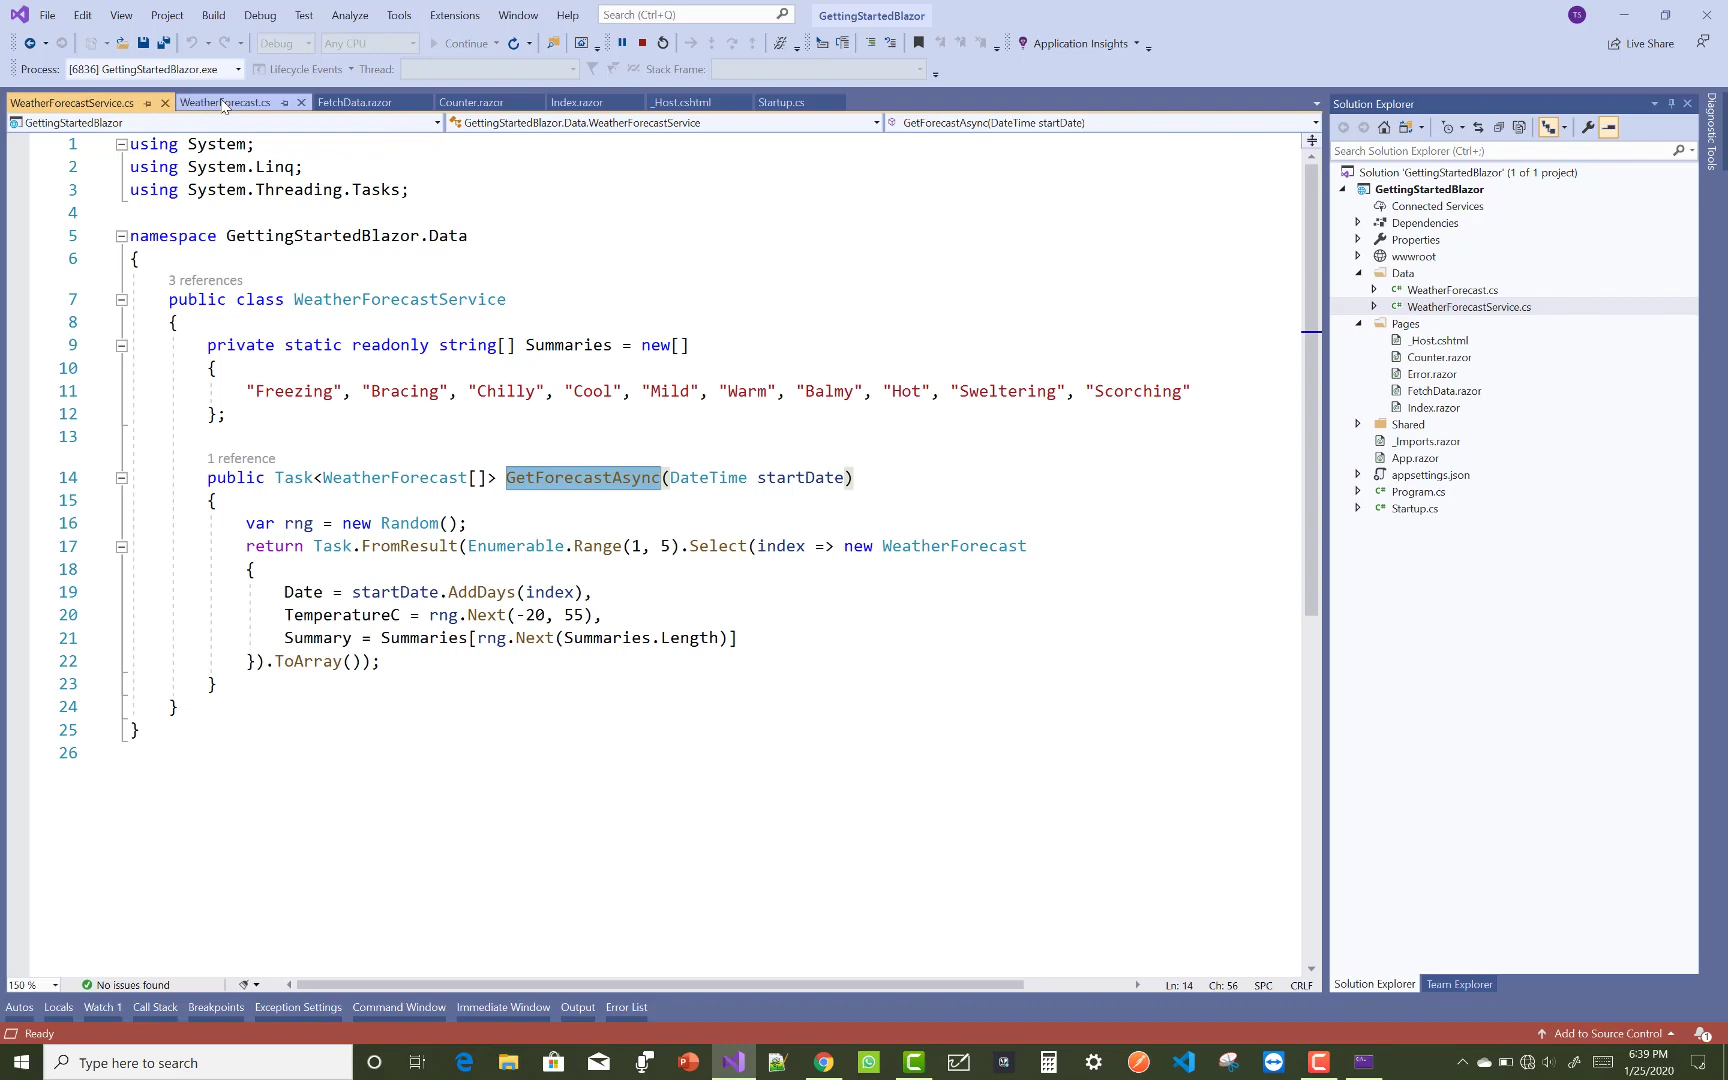 File Edit View Project Build Debug Test Analyze Tools Extensions Window Help Search (Ctrl+Q) GettingStartedBlazor TS
Debug Any CPU Continue Application Insights Live Share
Process: [6836] GettingStartedBlazor.exe Lifecycle Events Thread: Stack Frame:
WeatherForecastService.cs WeatherForecast.cs FetchData.razor Counter.razor Index.razor _Host.cshtml Startup.cs
GettingStartedBlazor GettingStartedBlazor.Data.WeatherForecastService GetForecastAsync(DateTime startDate)
1 using System;
2 using System.Linq;
3 using System.Threading.Tasks;
4
5 namespace GettingStartedBlazor.Data
6 {
3 references
7 public class WeatherForecastService
8 {
9 private static readonly string[] Summaries = new[]
10 {
11 "Freezing", "Bracing", "Chilly", "Cool", "Mild", "Warm", "Balmy", "Hot", "Sweltering", "Scorching"
12 };
13
1 reference
14 public Task<WeatherForecast[]> GetForecastAsync(DateTime startDate)
15 {
16 var rng = new Random();
17 return Task.FromResult(Enumerable.Range(1, 5).Select(index => new WeatherForecast
18 {
19 Date = startDate.AddDays(index),
20 TemperatureC = rng.Next(-20, 55),
21 Summary = Summaries[rng.Next(Summaries.Length)]
22 }).ToArray());
23 }
24 }
25 }
26
150 % No issues found Ln: 14 Ch: 56 SPC CRLF
Solution Explorer
Search Solution Explorer (Ctrl+;)
Solution 'GettingStartedBlazor' (1 of 1 project)
GettingStartedBlazor
Connected Services
Dependencies
Properties
wwwroot
Data
C# WeatherForecast.cs
C# WeatherForecastService.cs
Pages
_Host.cshtml
Counter.razor
Error.razor
FetchData.razor
Index.razor
Shared
_Imports.razor
App.razor
appsettings.json
C# Program.cs
C# Startup.cs
Solution Explorer Team Explorer
Diagnostic Tools
Autos Locals Watch 1 Call Stack Breakpoints Exception Settings Command Window Immediate Window Output Error List
Ready Add to Source Control 1
Type here to search 6:39 PM
1/25/2020